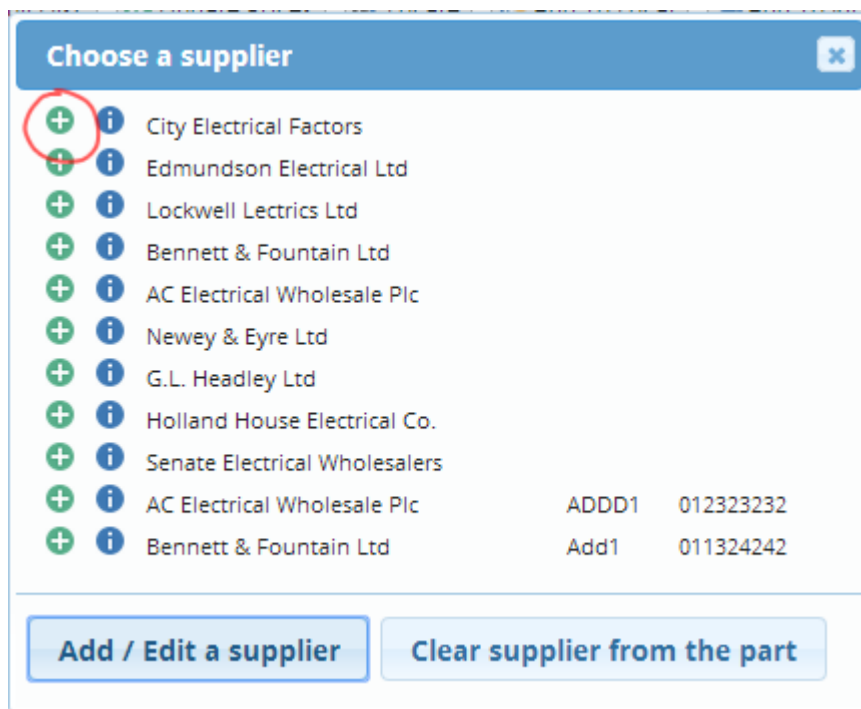 Choose a supplier
City Electrical Factors
Edmundson Electrical Ltd
Lockwell Lectrics Ltd
Bennett & Fountain Ltd
AC Electrical Wholesale Plc
Newey & Eyre Ltd
G.L. Headley Ltd
Holland House Electrical Co.
Senate Electrical Wholesalers
AC Electrical Wholesale Plc ADDD1 012323232
Bennett & Fountain Ltd Add1 011324242
Add / Edit a supplier Clear supplier from the part